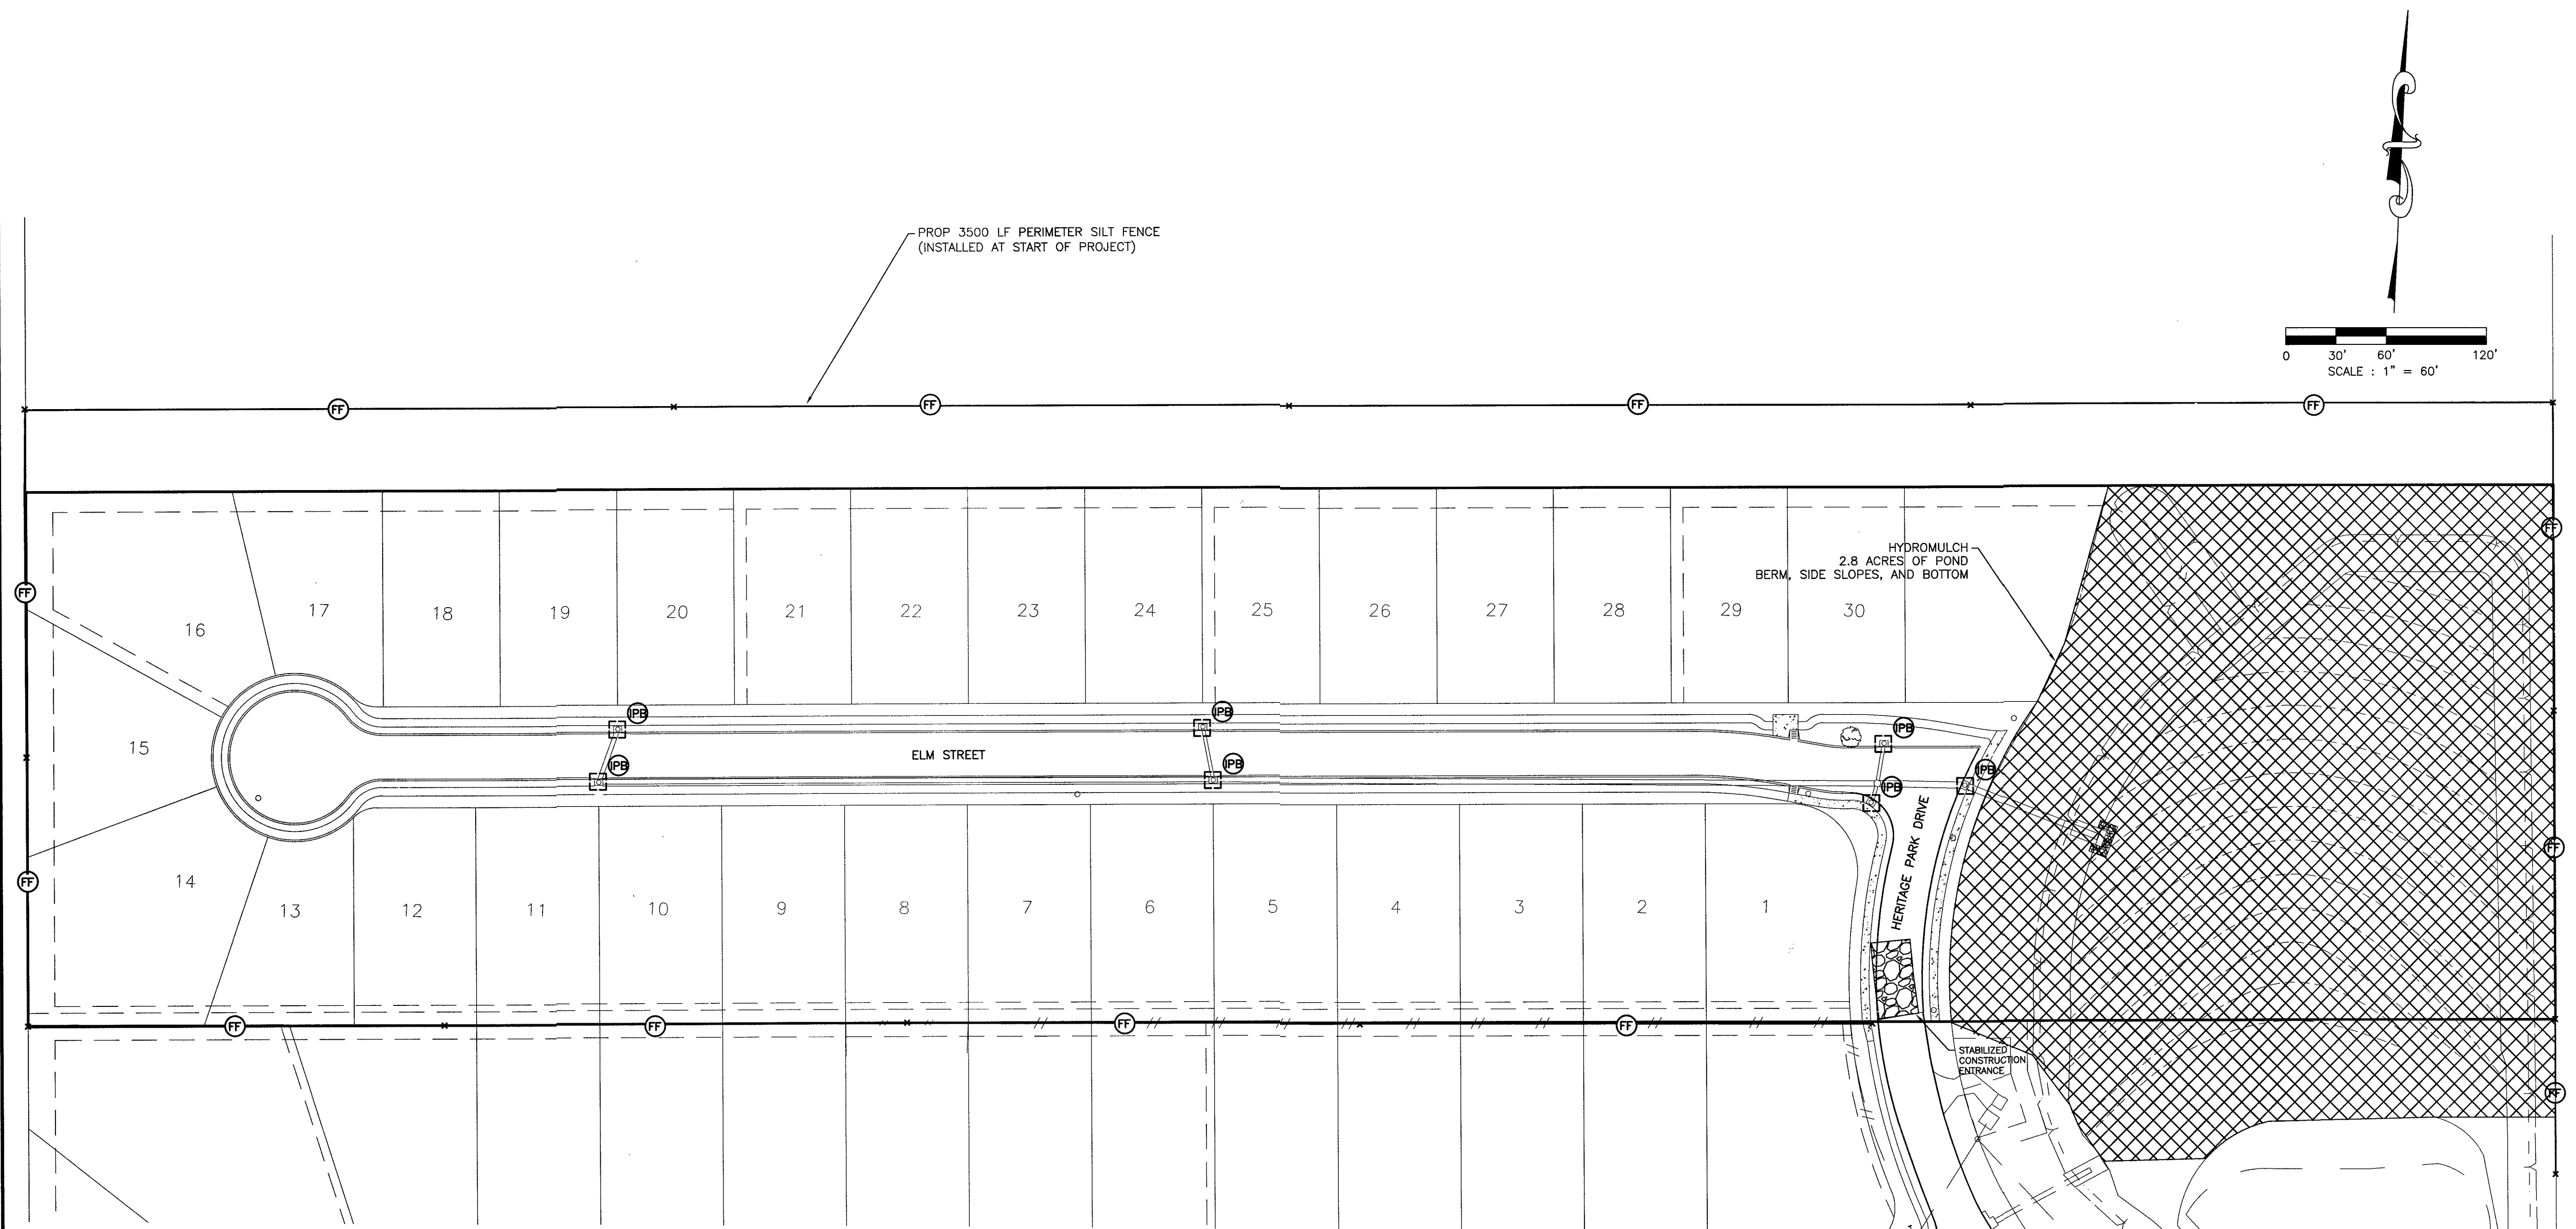 PROP 3500 LF PERIMETER SILT FENCE
(INSTALLED AT START OF PROJECT)
0 30' 60' 120'
SCALE : 1" = 60'
FF FF FF FF
FF
HYDROMULCH
2.8 ACRES OF POND
BERM, SIDE SLOPES, AND BOTTOM
FF
16 17 18 19 20 21 22 23 24 25 26 27 28 29 30
IPB IPB IPB
15
ELM STREET
IPB IPB IPB
IPB
HERITAGE PARK DRIVE
FF
FF
14 13 12 11 10 9 8 7 6 5 4 3 2 1
FF FF FF FF
STABILIZED
CONSTRUCTION
ENTRANCE
FF